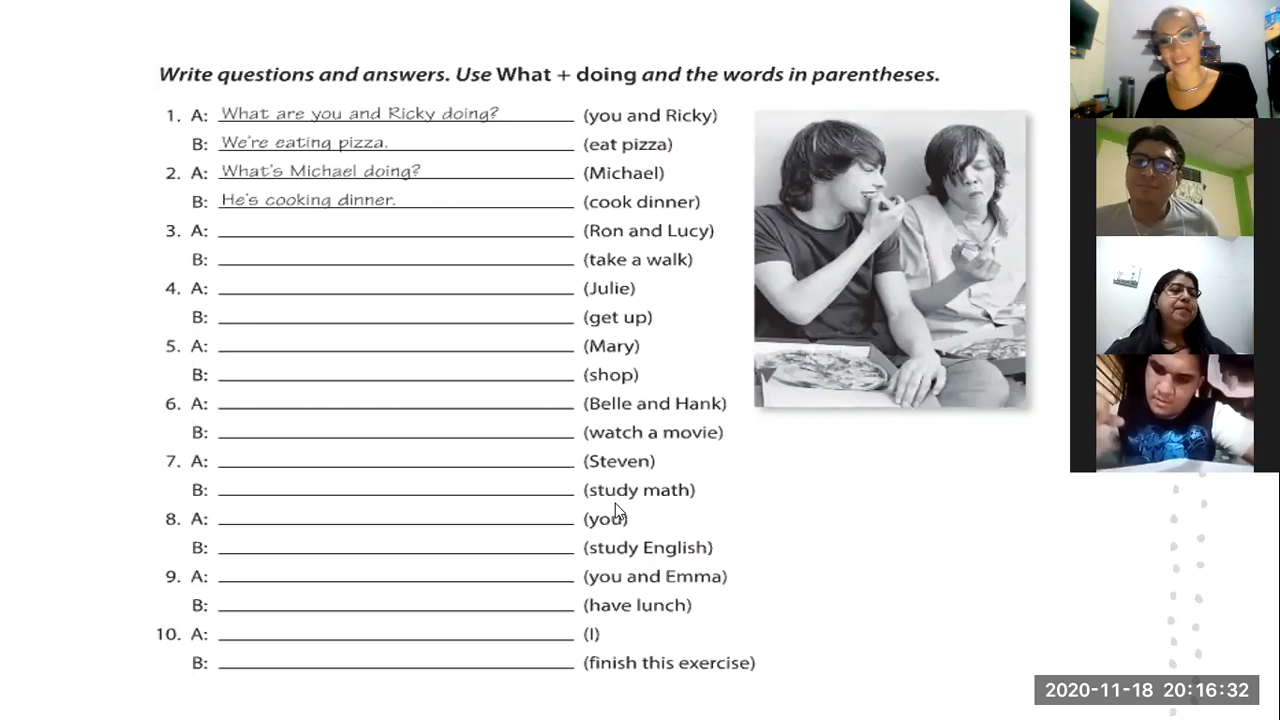 Write questions and answers. Use What + doing and the words in parentheses.
1. A: What are you and Ricky doing? (you and Ricky)
B: We're eating pizza. (eat pizza)
2. A: What's Michael doing? (Michael)
B: He's cooking dinner. (cook dinner)
3. A: (Ron and Lucy)
B: (take a walk)
4. A: (Julie)
B: (get up)
5. A: (Mary)
B: (shop)
6. A: (Belle and Hank)
B: (watch a movie)
7. A: (Steven)
B: (study math)
8. A: (you)
B: (study English)
9. A: (you and Emma)
B: (have lunch)
10. A: (I)
B: (finish this exercise)
2020-11-18 20:16:32